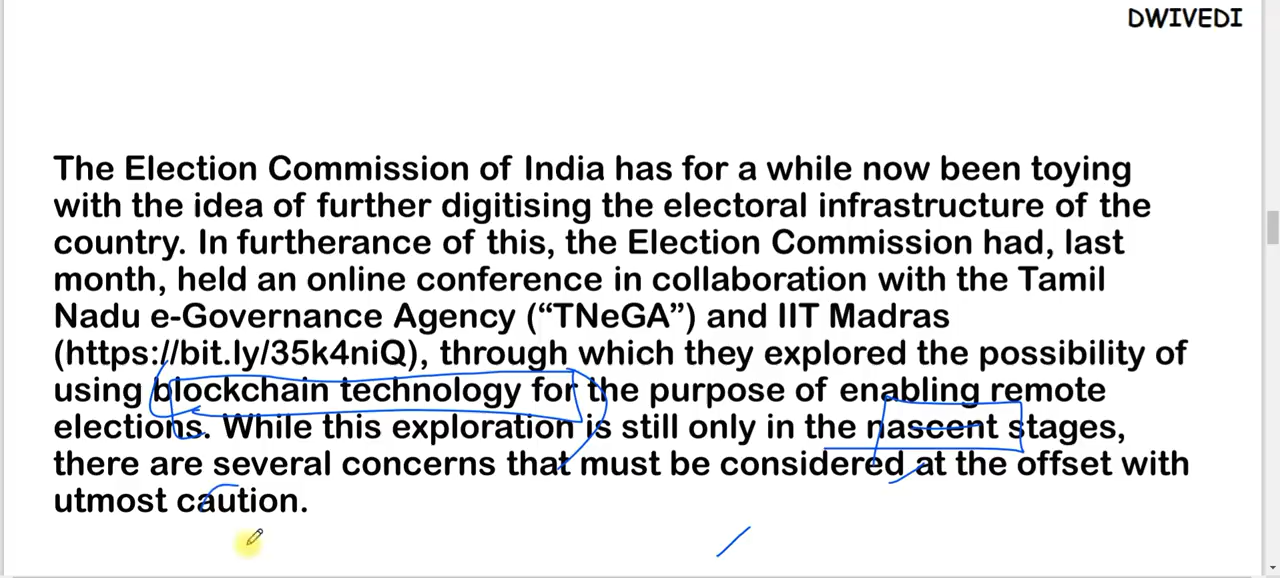 DWIVEDI
The Election Commission of India has for a while now been toying
with the idea of further digitising the electoral infrastructure of the
country. In furtherance of this, the Election Commission had, last
month, held an online conference in collaboration with the Tamil
Nadu e-Governance Agency (“TNeGA”) and IIT Madras
(https://bit.ly/35k4niQ), through which they explored the possibility of
using blockchain technology for the purpose of enabling remote
elections. While this exploration is still only in the nascent stages,
there are several concerns that must be considered at the offset with
utmost caution.